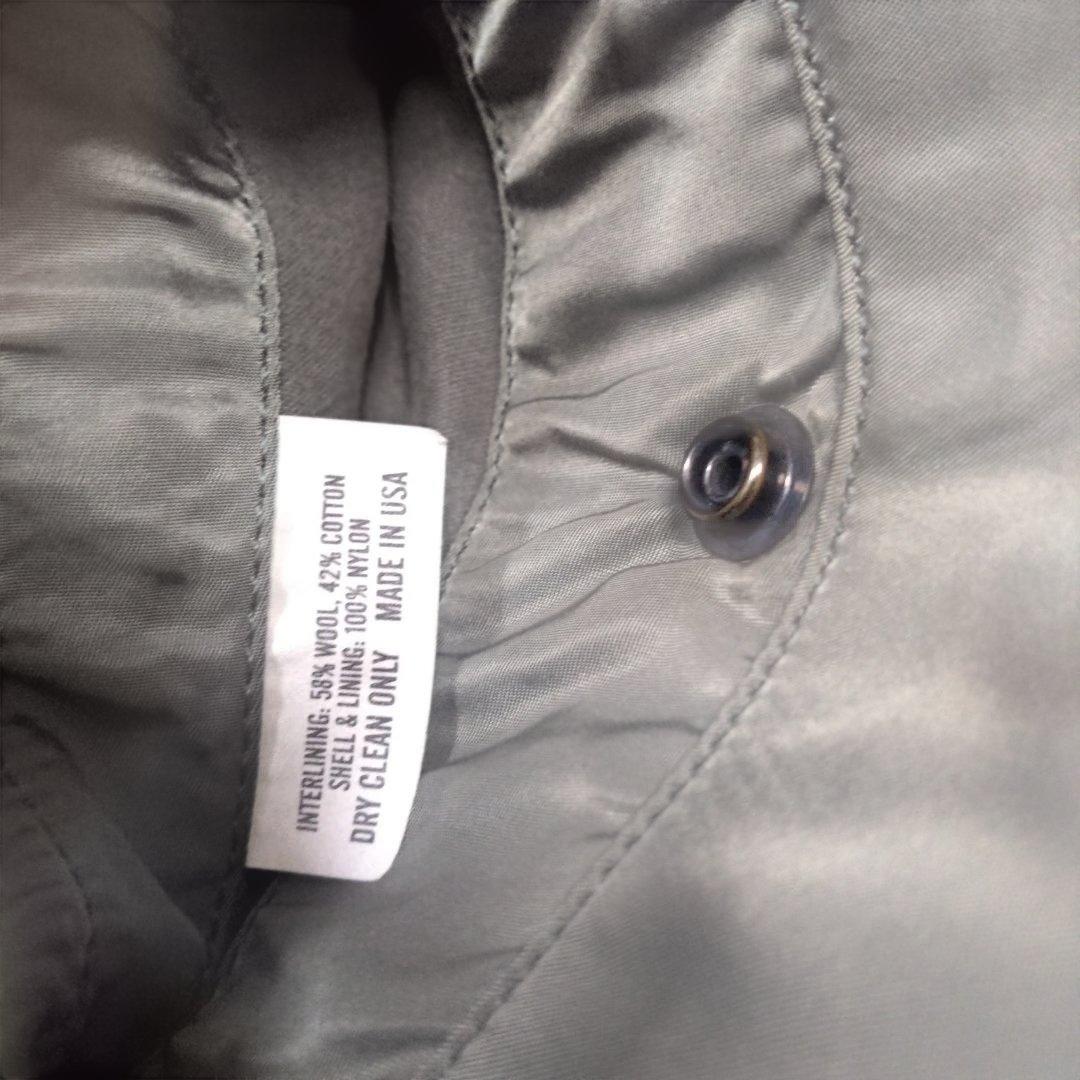 INTERLINING: 58% WOOL, 42% COTTON
SHELL & LINING: 100% NYLON
DRY CLEAN ONLY MADE IN USA